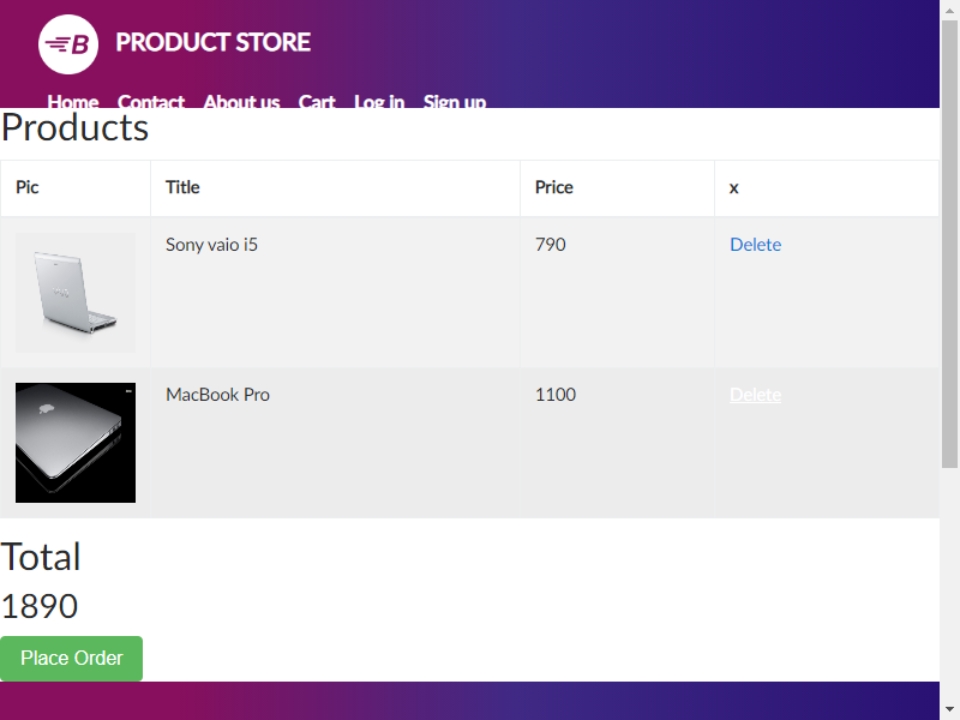 B PRODUCT STORE
Home Contact About us Cart Log in Sign up
Products
Pic Title Price x
Sony vaio i5 790 Delete
MacBook Pro 1100 Delete
Total
1890
Place Order